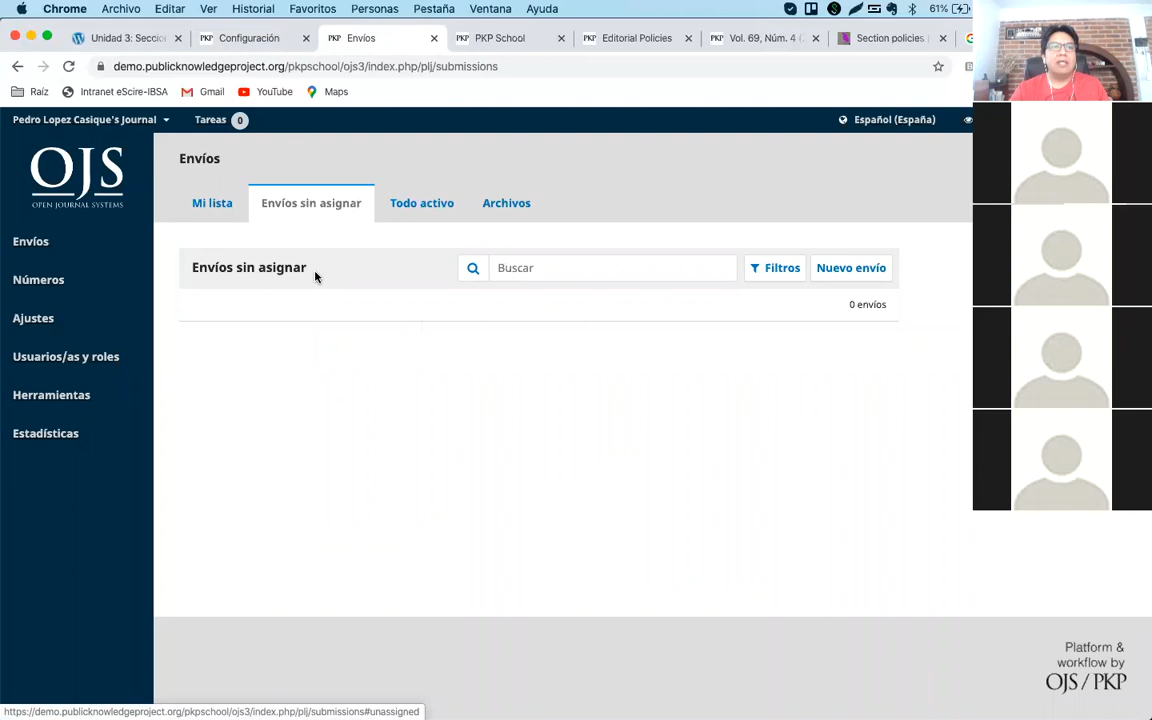 Chrome Archivo Editar Ver Historial Favoritos Personas Pestaña Ventana Ayuda 61%
Unidad 3: Secci Configuración Envíos PKP School Editorial Policies Vol. 69, Núm. 4 Section policies
demo.publicknowledgeproject.org/pkpschool/ojs3/index.php/plj/submissions
Raíz Intranet eScire-IBSA Gmail YouTube Maps
Pedro Lopez Casique's Journal Tareas 0 Español (España)
OJS
OPEN JOURNAL SYSTEMS
Envíos
Números
Ajustes
Usuarios/as y roles
Herramientas
Estadísticas
Envíos
Mi lista Envíos sin asignar Todo activo Archivos
Envíos sin asignar Buscar Filtros Nuevo envío
0 envíos
Platform &
workflow by
OJS / PKP
https://demo.publicknowledgeproject.org/pkpschool/ojs3/index.php/plj/submissions#unassigned